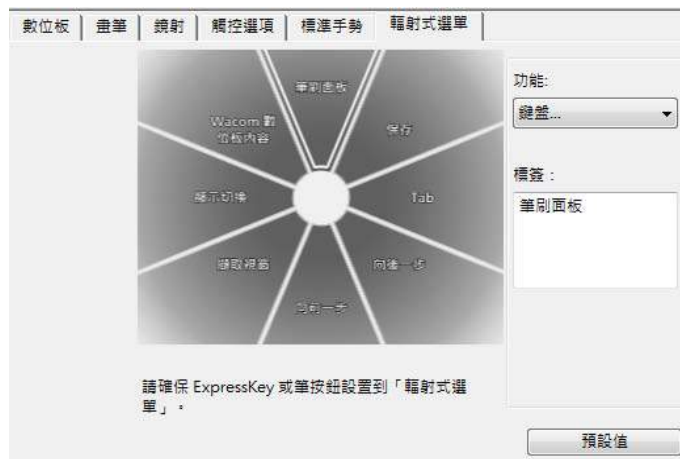 數位板
畫筆
鏡射
觸控選項
標準手勢
輻射式選單
筆刷面板
Wacom 數
位板內容
保存
顯示切換
Tab
擷取視窗
向後一步
向前一步
功能:
鍵盤...
標簽：
筆刷面板
請確保 ExpressKey 或筆按鈕設置到「輻射式選
單」。
預設值